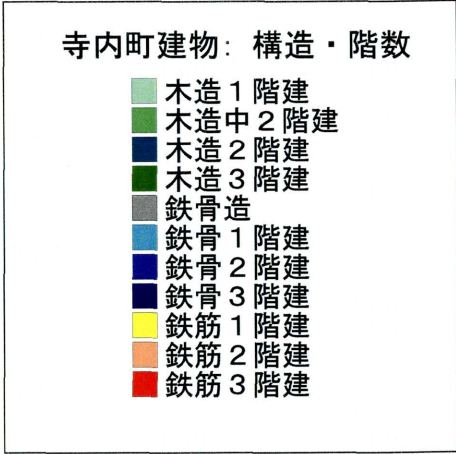 寺内町建物: 構造・階数
木造1階建
木造中2階建
木造2階建
木造3階建
鉄骨造
鉄骨1階建
鉄骨2階建
鉄骨3階建
鉄筋1階建
鉄筋2階建
鉄筋3階建